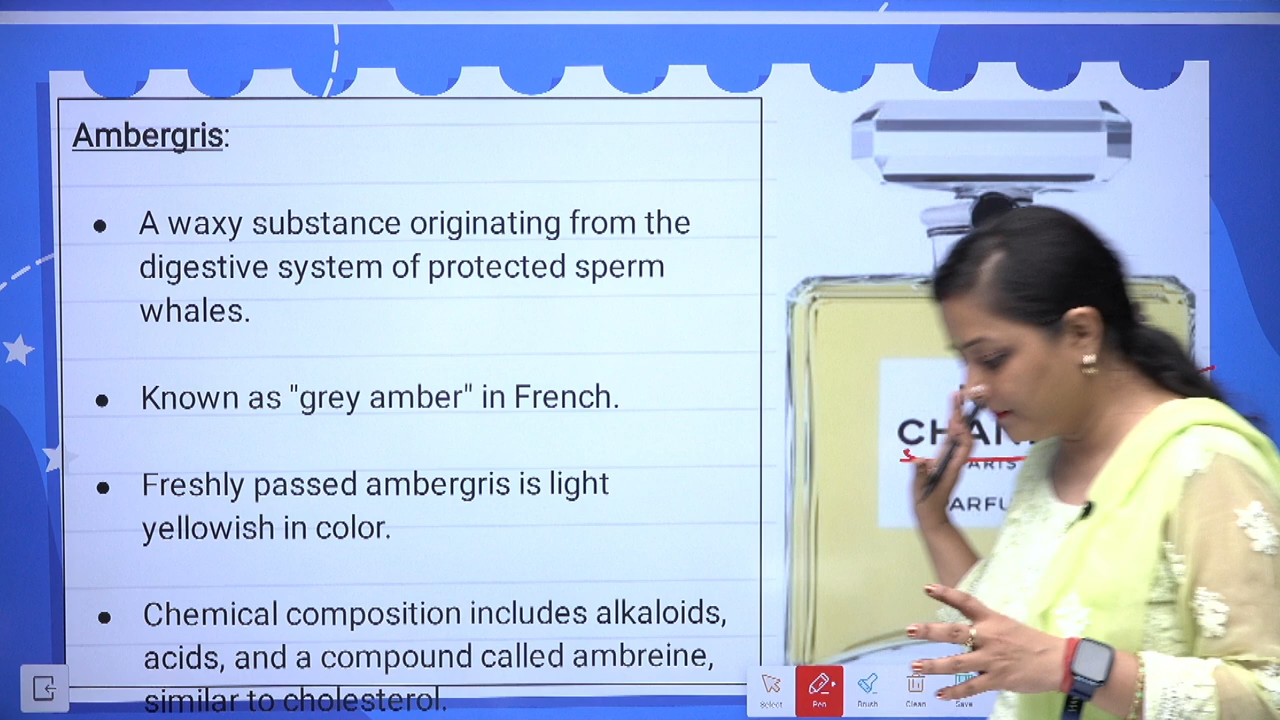 Ambergris:
● A waxy substance originating from the
digestive system of protected sperm
whales.
● Known as "grey amber" in French.
● Freshly passed ambergris is light
yellowish in color.
● Chemical composition includes alkaloids,
acids, and a compound called ambreine,
similar to cholesterol.
Select Pen Brush Clean Save